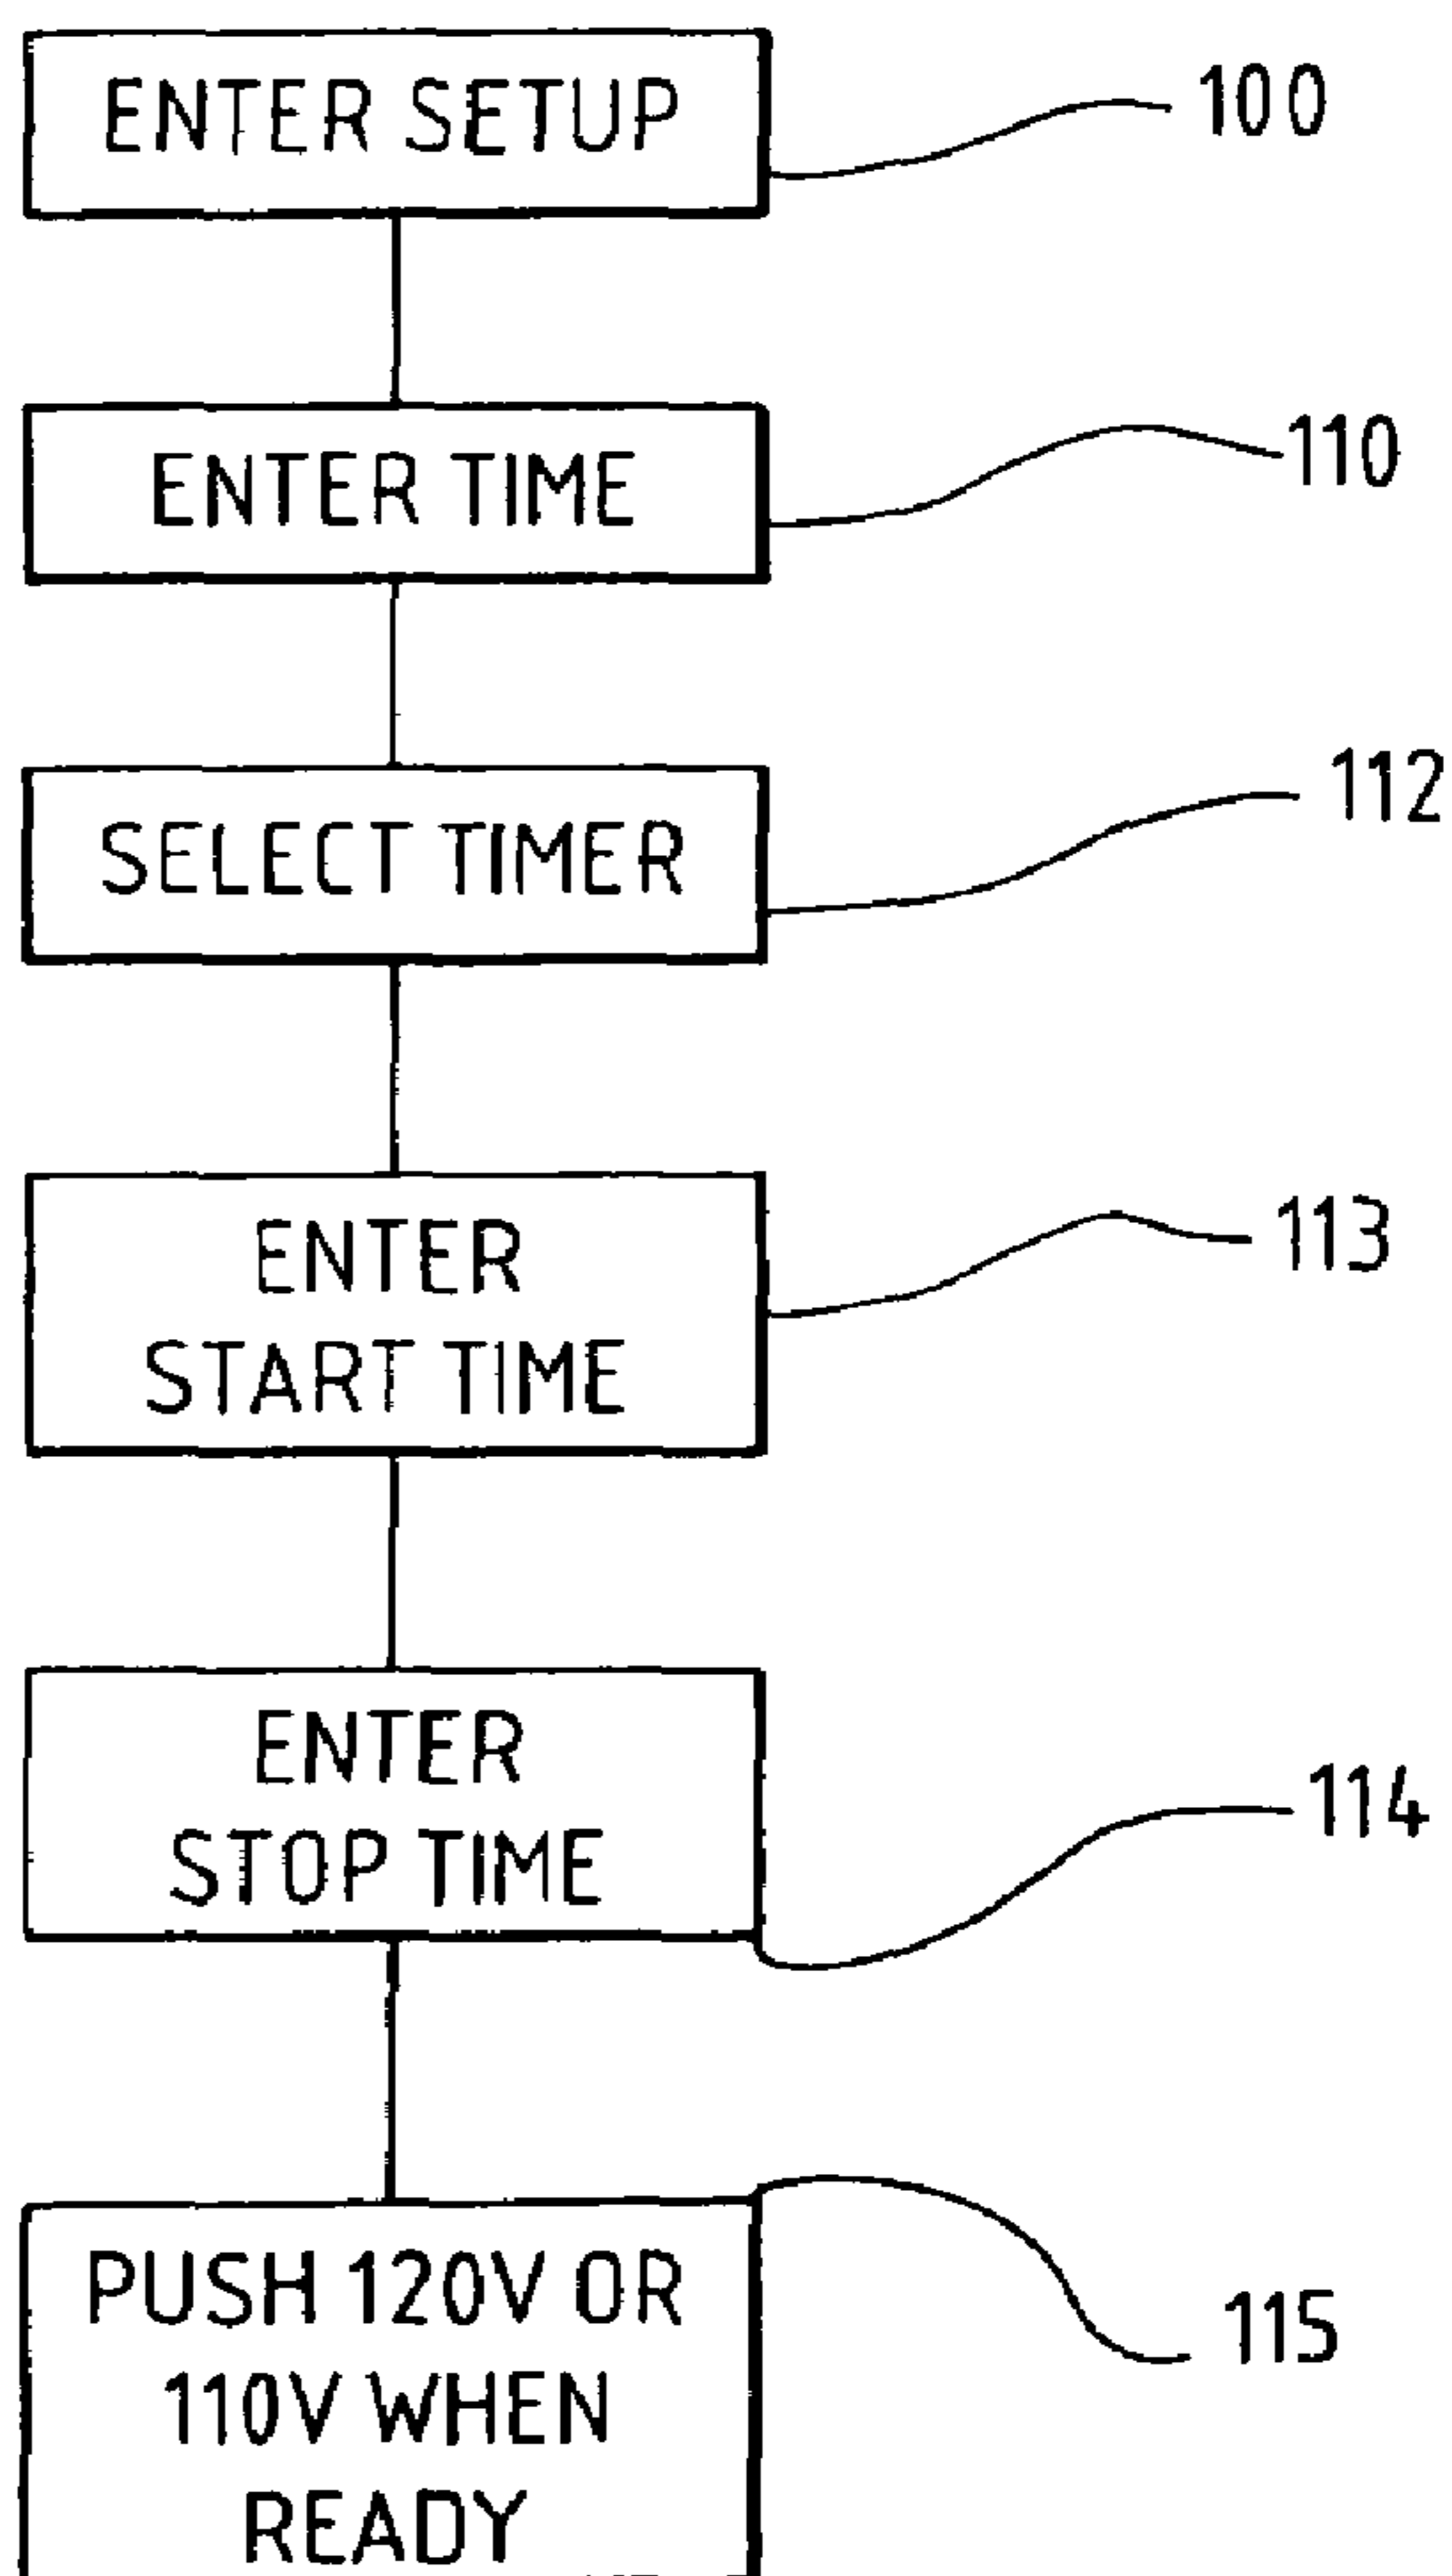 ENTER SETUP
100
ENTER TIME
110
SELECT TIMER
112
ENTER
START TIME
113
ENTER
STOP TIME
114
PUSH 120V OR
110V WHEN
READY
115